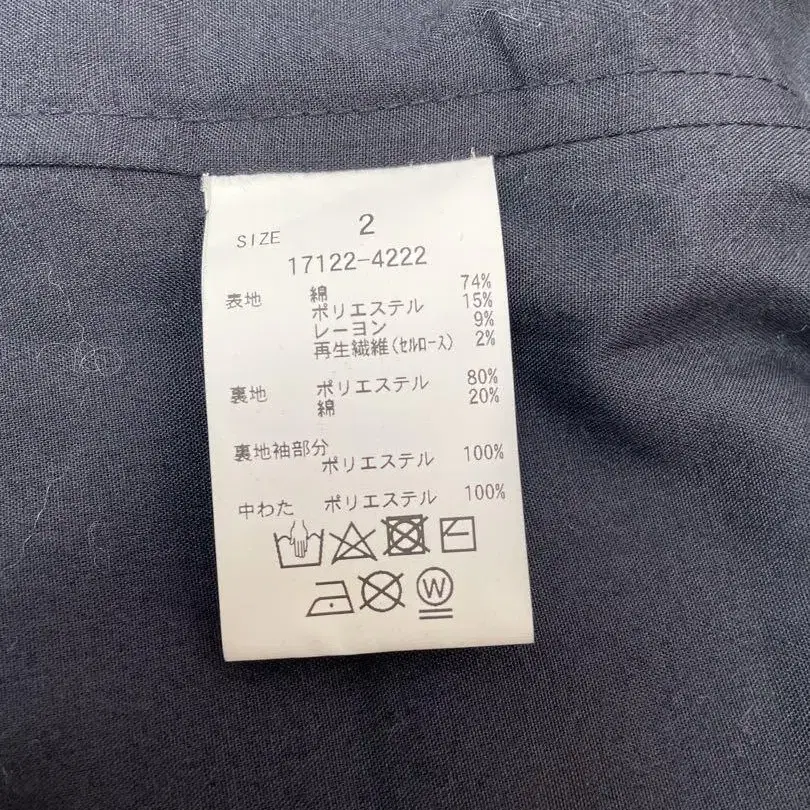 SIZE 2
17122-4222
表地 綿 74%
ポリエステル 15%
レーヨン 9%
再生繊維(セルロース) 2%
裏地 ポリエステル 80%
綿 20%
裏地袖部分
ポリエステル 100%
中わた ポリエステル 100%
W